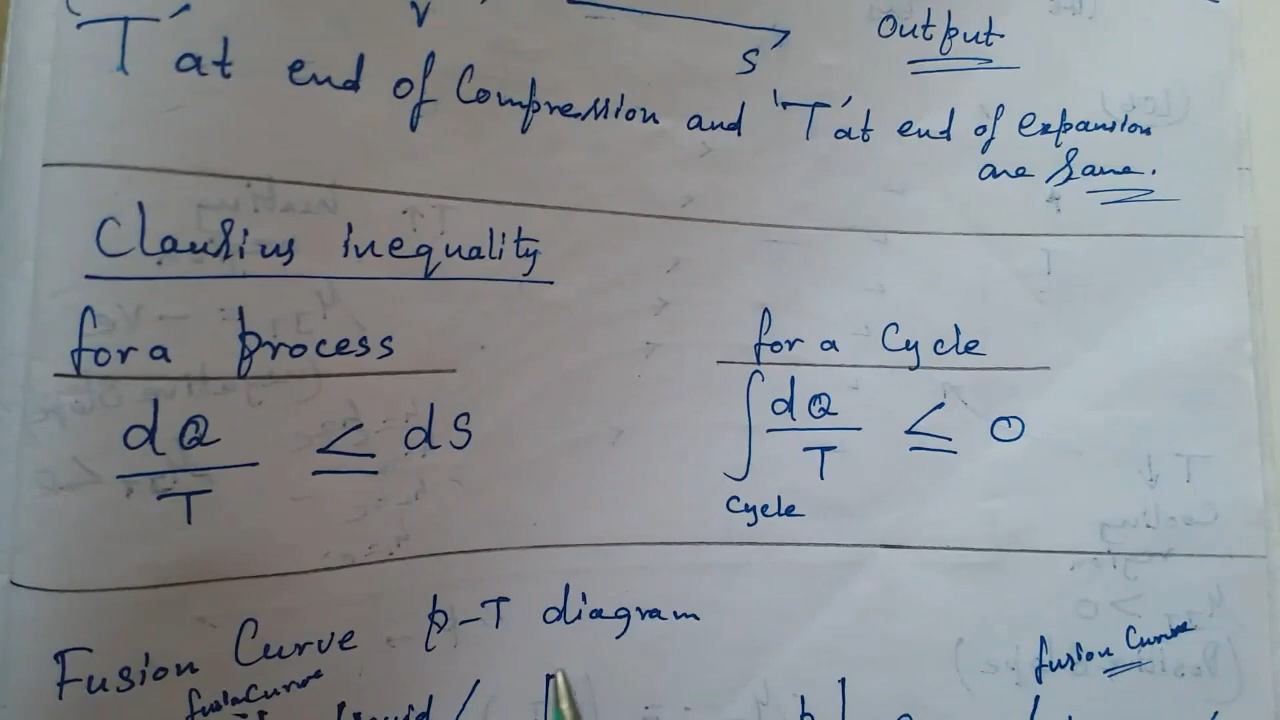 v
s Output
'T' at end of Compression and 'T' at end of expansion
are Same.
Clausius inequality
for a process
dQ/T ≤ dS
for a Cycle
∫ dQ/T ≤ 0
Cycle
Fusion Curve p-T diagram
fusion Curve